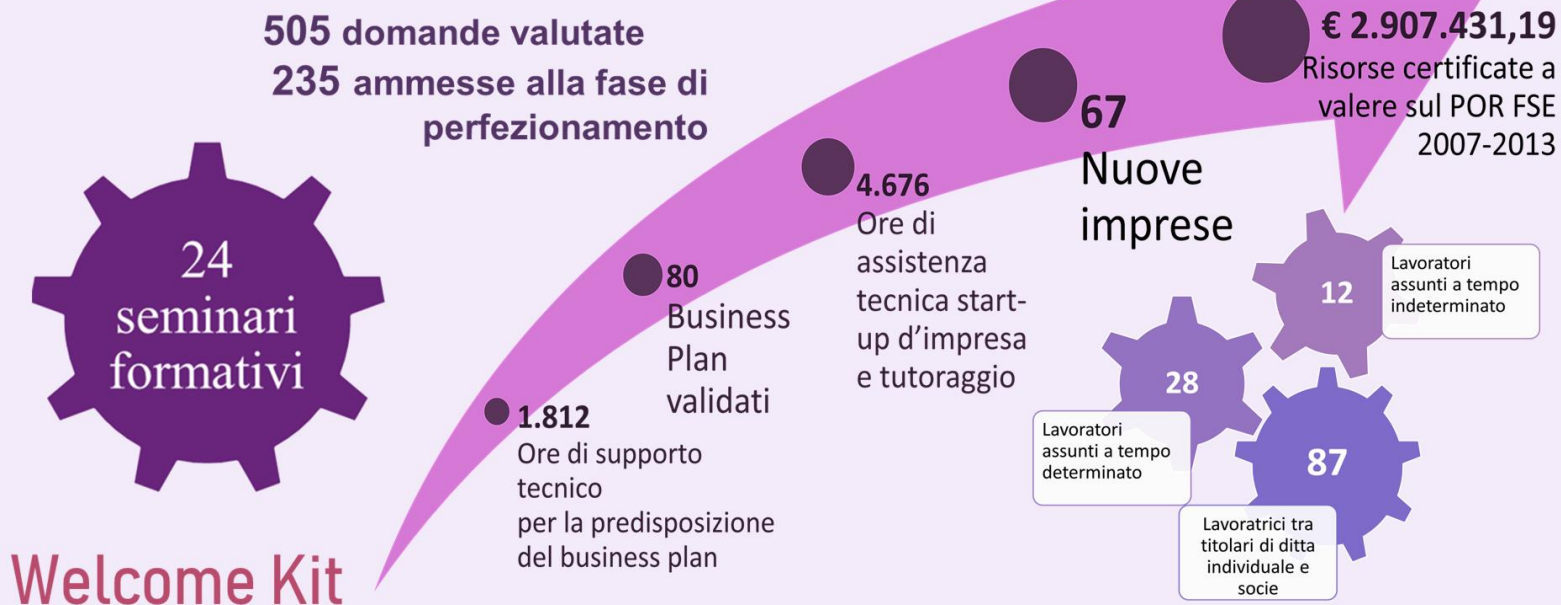 505 domande valutate
235 ammesse alla fase di
perfezionamento
24
seminari
formativi
Welcome Kit
1.812
Ore di supporto
tecnico
per la predisposizione
del business plan
80
Business
Plan
validati
4.676
Ore di
assistenza
tecnica start-
up d’impresa
e tutoraggio
67
Nuove
imprese
€ 2.907.431,19
Risorse certificate a
valere sul POR FSE
2007-2013
12
Lavoratori
assunti a tempo
indeterminato
28
Lavoratori
assunti a tempo
determinato
87
Lavoratrici tra
titolari di ditta
individuale e
socie